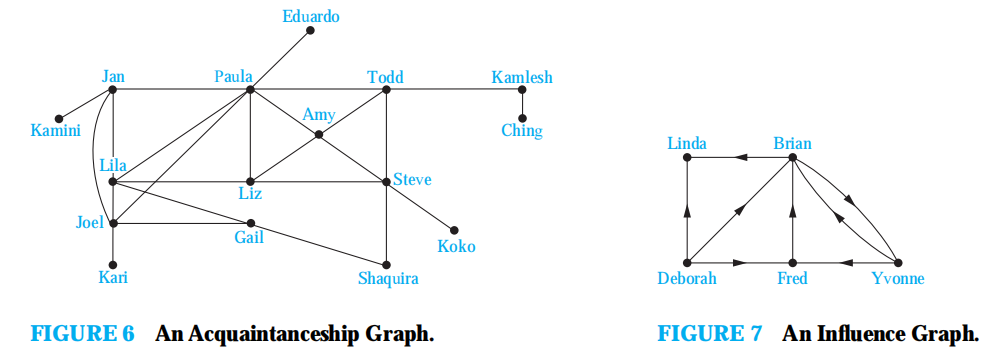 Eduardo
Jan Paula Todd Kamlesh
Amy
Kamini Ching
Linda Brian
Lila
Liz Steve
Joel
Gail
Koko
Kari Shaquira
Deborah Fred Yvonne
FIGURE 6 An Acquaintanceship Graph.
FIGURE 7 An Influence Graph.